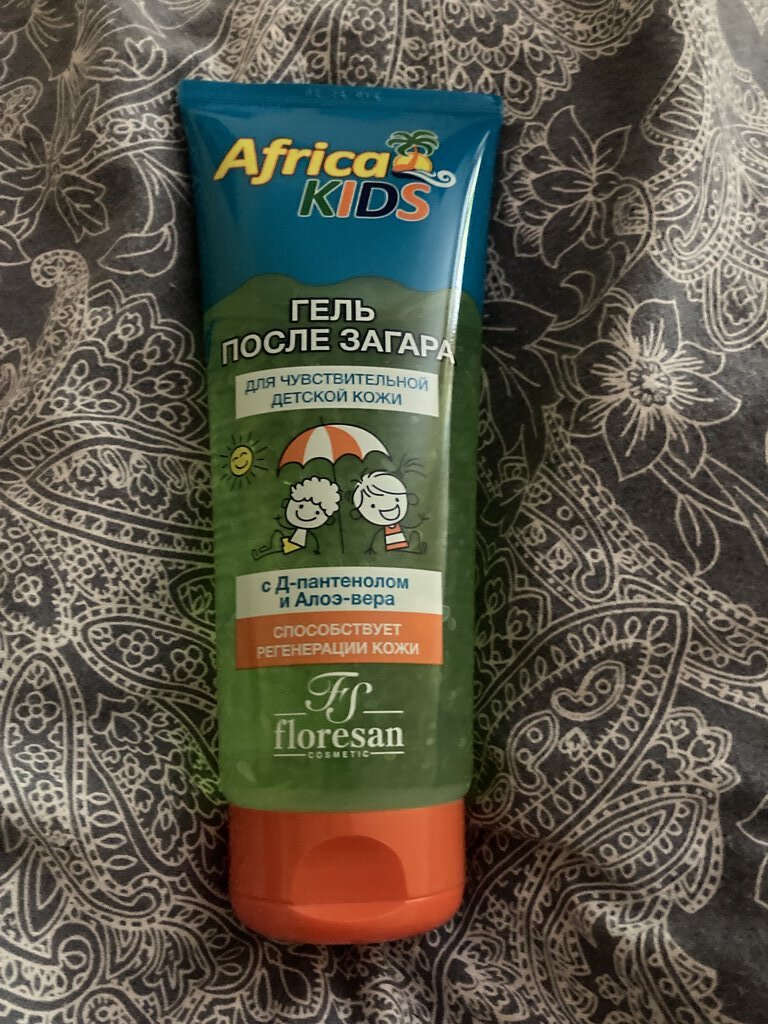 Africa
KIDS
ГЕЛЬ
ПОСЛЕ ЗАГАРА
ДЛЯ ЧУВСТВИТЕЛЬНОЙ
ДЕТСКОЙ КОЖИ
с Д-пантенолом
и Алоэ-вера
СПОСОБСТВУЕТ
РЕГЕНЕРАЦИИ КОЖИ
FS
floresan
COSMETIC